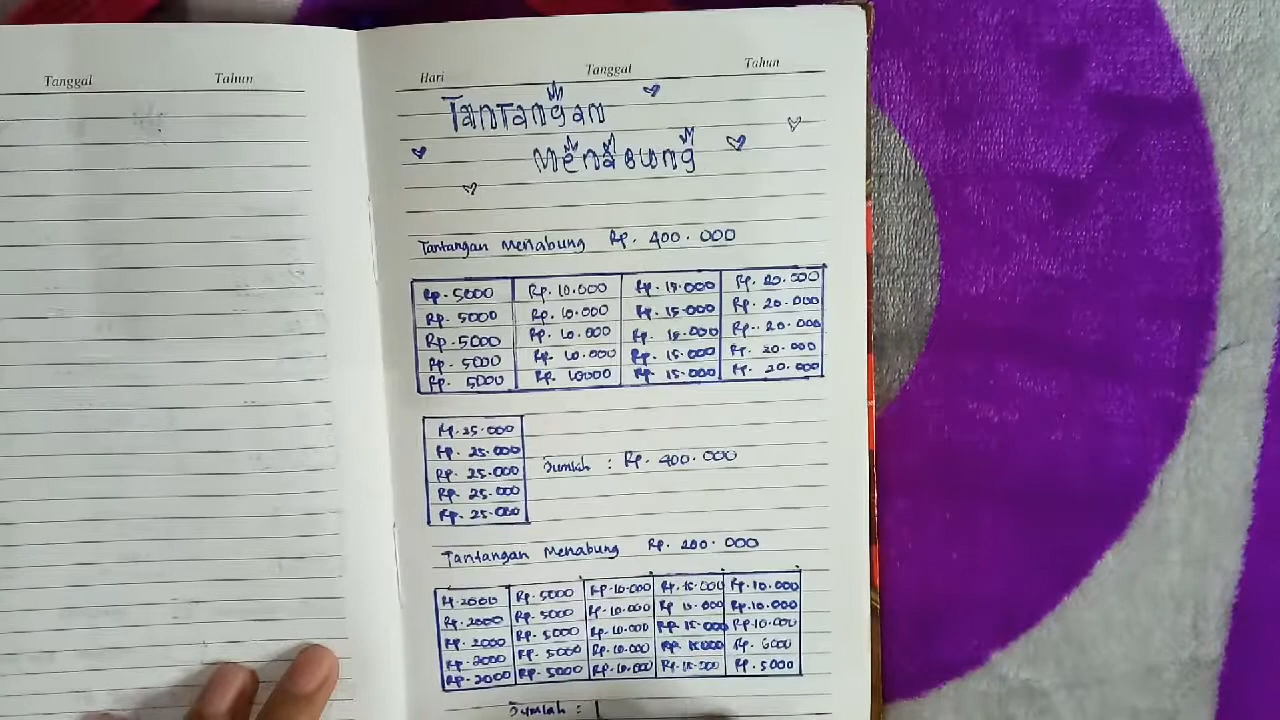 Tanggal Tahun
Hari Tanggal Tahun
Tantangan
Menabung
Tantangan Menabung Rp. 400.000
Rp. 5000 Rp. 10.000 Rp. 15.000 Rp. 20.000
Rp. 5000 Rp. 10.000 Rp. 15.000 Rp. 20.000
Rp. 5000 Rp. 10.000 Rp. 15.000 Rp. 20.000
Rp. 5000 Rp. 10.000 Rp. 15.000 Rp. 20.000
Rp. 5000 Rp. 10000 Rp. 15.000 Rp. 20.000
Rp. 25.000
Rp. 25.000
Rp. 25.000
Rp. 25.000
Rp. 25.000
Jumlah : Rp. 400.000
Tantangan Menabung Rp. 200.000
Rp. 2000 Rp. 5000 Rp. 10.000 Rp. 15.000 Rp. 10.000
Rp. 2000 Rp. 5000 Rp. 10.000 Rp. 15.000 Rp. 10.000
Rp. 2000 Rp. 5000 Rp. 10.000 Rp. 15.000 Rp. 10.000
Rp. 2000 Rp. 5000 Rp. 10.000 Rp. 15000 Rp. 5000
Rp. 2000 Rp. 5000 Rp. 10.000 Rp. 15.000 Rp. 5000
Jumlah :